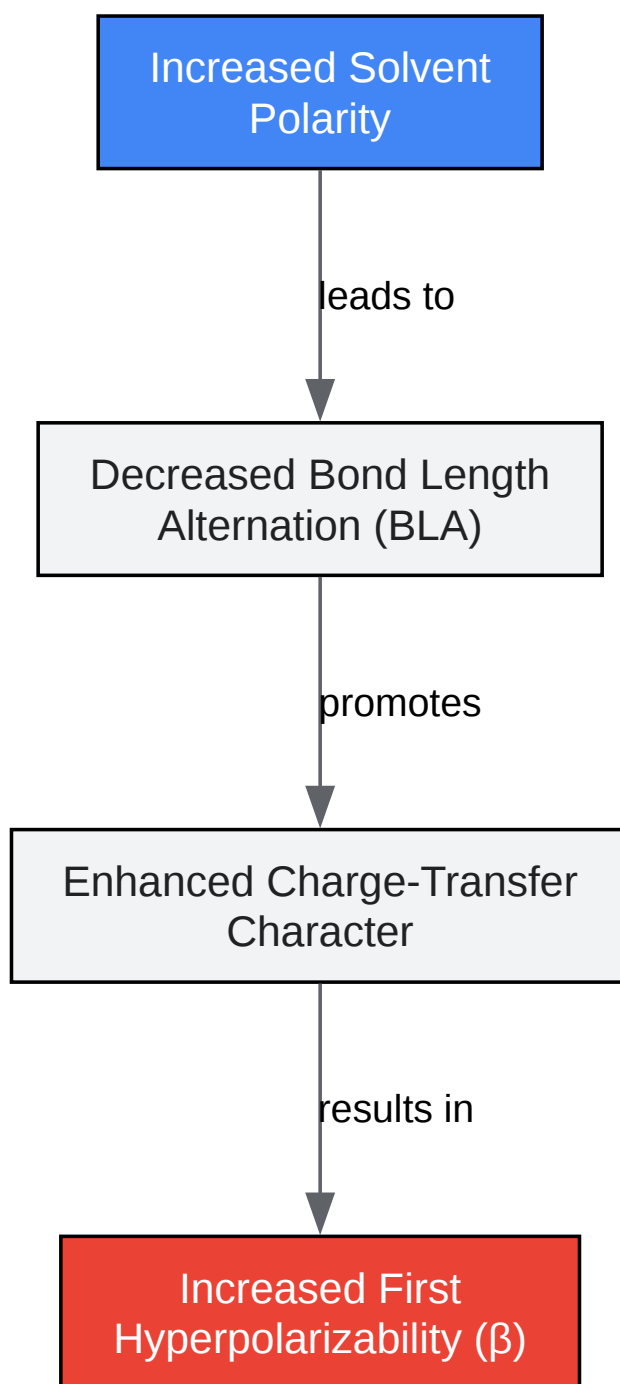 Increased Solvent
Polarity
leads to
Decreased Bond Length
Alternation (BLA)
promotes
Enhanced Charge-Transfer
Character
results in
Increased First
Hyperpolarizability (β)